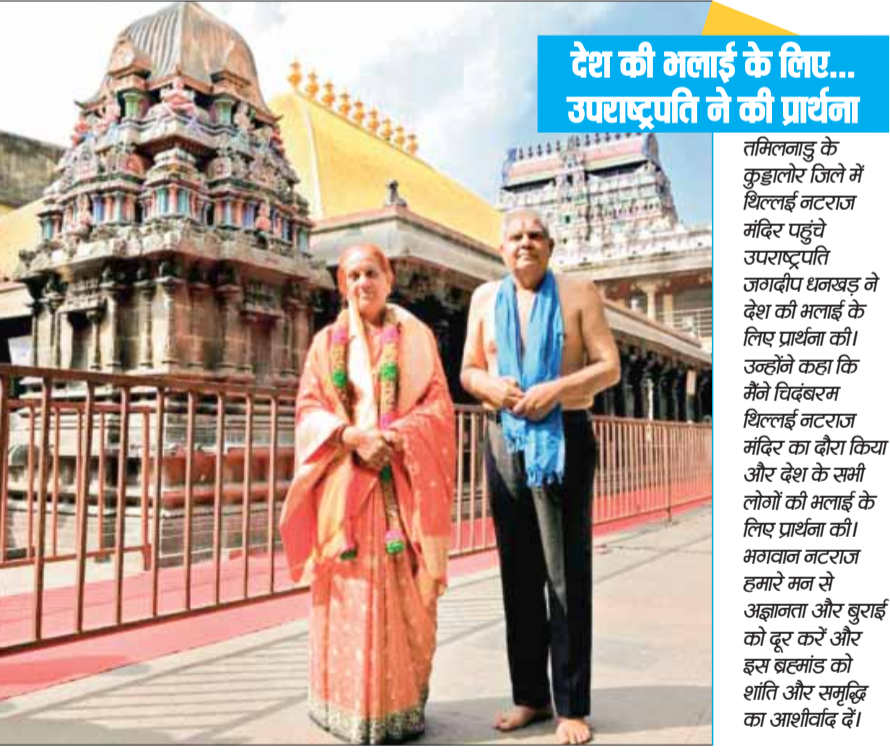 देश की भलाई के लिए...
उपराष्ट्रपति ने की प्रार्थना
तमिलनाडु के
कुड्डालोर जिले में
थिल्लई नटराज
मंदिर पहुंचे
उपराष्ट्रपति
जगदीप धनखड़ ने
देश की भलाई के
लिए प्रार्थना की।
उन्होंने कहा कि
मैंने चिदंबरम
थिल्लई नटराज
मंदिर का दौरा किया
और देश के सभी
लोगों की भलाई के
लिए प्रार्थना की।
भगवान नटराज
हमारे मन से
अज्ञानता और बुराई
को दूर करें और
इस ब्रह्मांड को
शांति और समृद्धि
का आशीर्वाद दें।